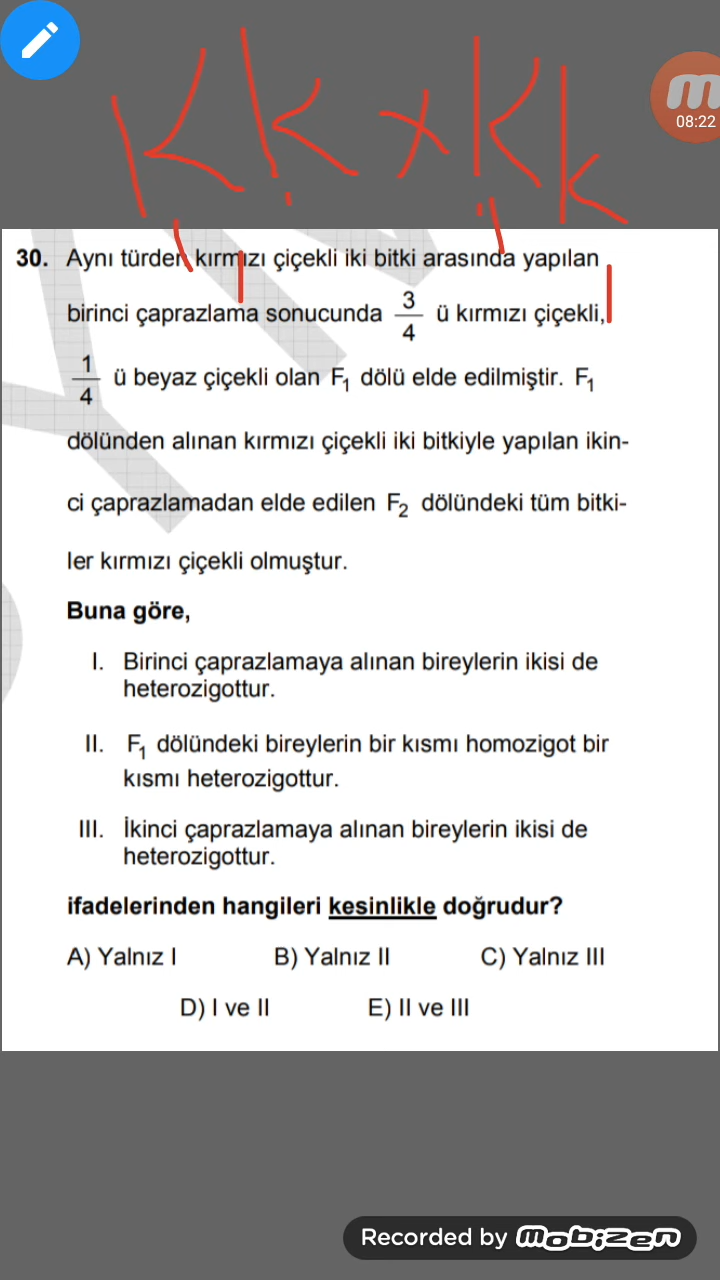 Kk x Kk
08:22
30. Aynı türden kırmızı çiçekli iki bitki arasında yapılan
birinci çaprazlama sonucunda 3/4 ü kırmızı çiçekli,
1/4 ü beyaz çiçekli olan F₁ dölü elde edilmiştir. F₁
dölünden alınan kırmızı çiçekli iki bitkiyle yapılan ikin-
ci çaprazlamadan elde edilen F₂ dölündeki tüm bitki-
ler kırmızı çiçekli olmuştur.
Buna göre,
I. Birinci çaprazlamaya alınan bireylerin ikisi de
heterozigottur.
II. F₁ dölündeki bireylerin bir kısmı homozigot bir
kısmı heterozigottur.
III. İkinci çaprazlamaya alınan bireylerin ikisi de
heterozigottur.
ifadelerinden hangileri kesinlikle doğrudur?
A) Yalnız I B) Yalnız II C) Yalnız III
D) I ve II E) II ve III
Recorded by mobizen